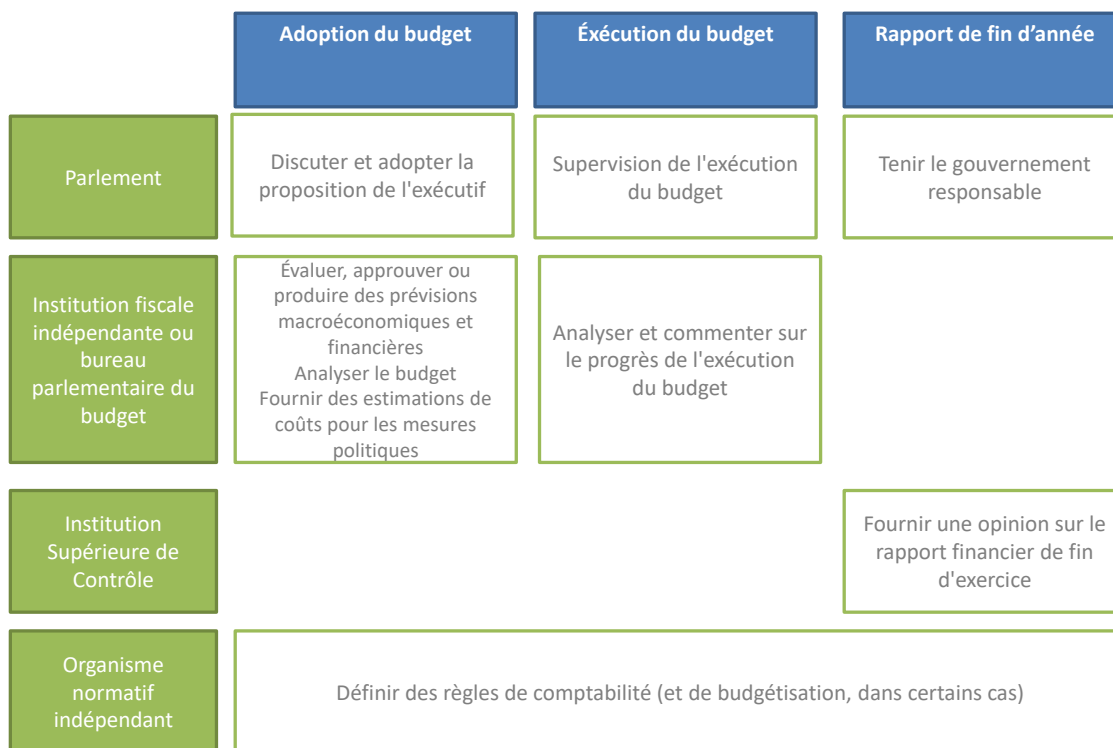 Adoption du budget
Éxécution du budget
Rapport de fin d’année
Parlement
Discuter et adopter la
proposition de l'exécutif
Supervision de l'exécution
du budget
Tenir le gouvernement
responsable
Institution fiscale
indépendante ou
bureau
parlementaire du
budget
Évaluer, approuver ou
produire des prévisions
macroéconomiques et
financières
Analyser le budget
Fournir des estimations de
coûts pour les mesures
politiques
Analyser et commenter sur
le progrès de l'exécution
du budget
Institution
Supérieure de
Contrôle
Fournir une opinion sur le
rapport financier de fin
d'exercice
Organisme
normatif
indépendant
Définir des règles de comptabilité (et de budgétisation, dans certains cas)